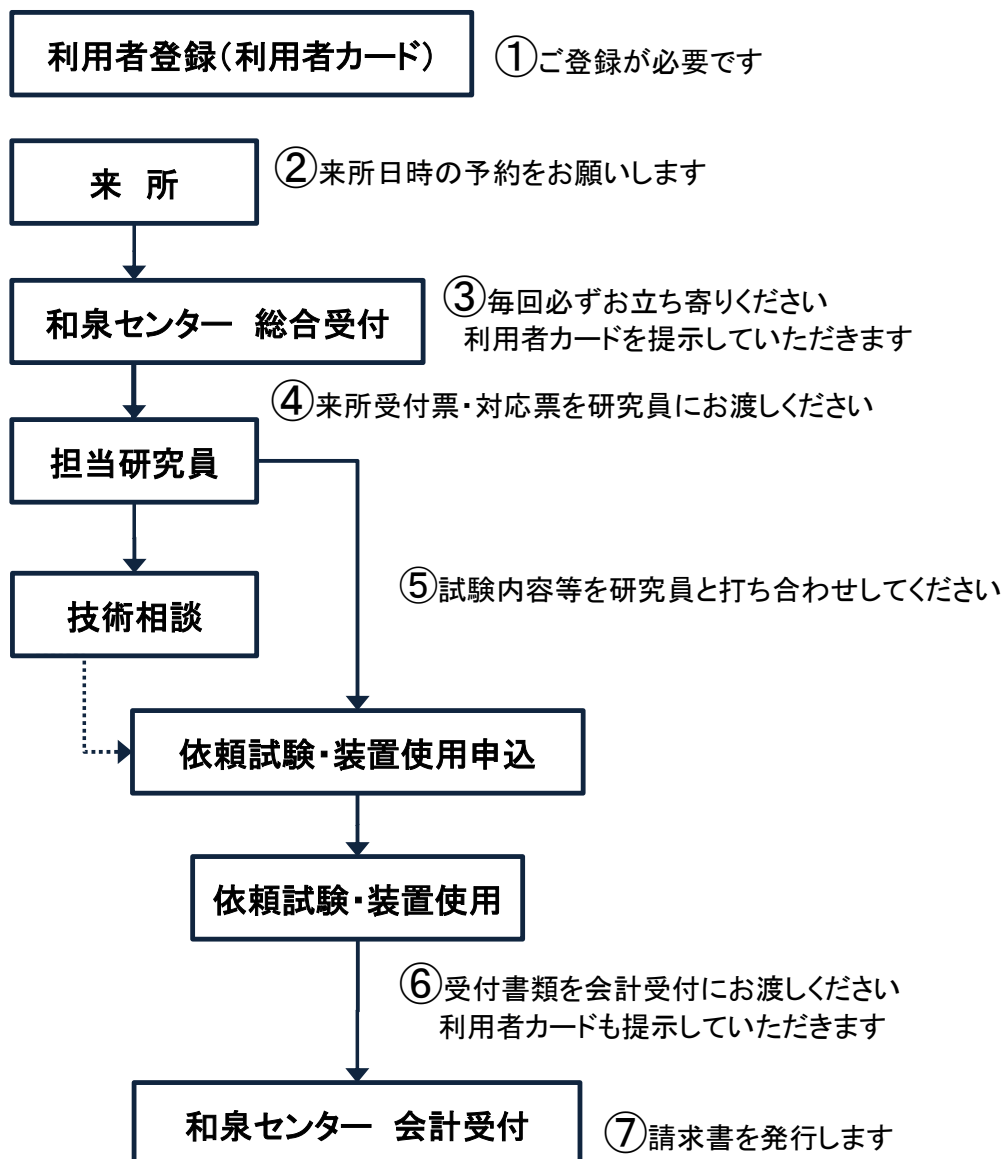 利用者登録（利用者カード）
①ご登録が必要です
来 所
②来所日時の予約をお願いします
和泉センター 総合受付
③毎回必ずお立ち寄りください
利用者カードを提示していただきます
④来所受付票・対応票を研究員にお渡しください
担当研究員
⑤試験内容等を研究員と打ち合わせしてください
技術相談
依頼試験・装置使用申込
依頼試験・装置使用
⑥受付書類を会計受付にお渡しください
利用者カードも提示していただきます
和泉センター 会計受付
⑦請求書を発行します